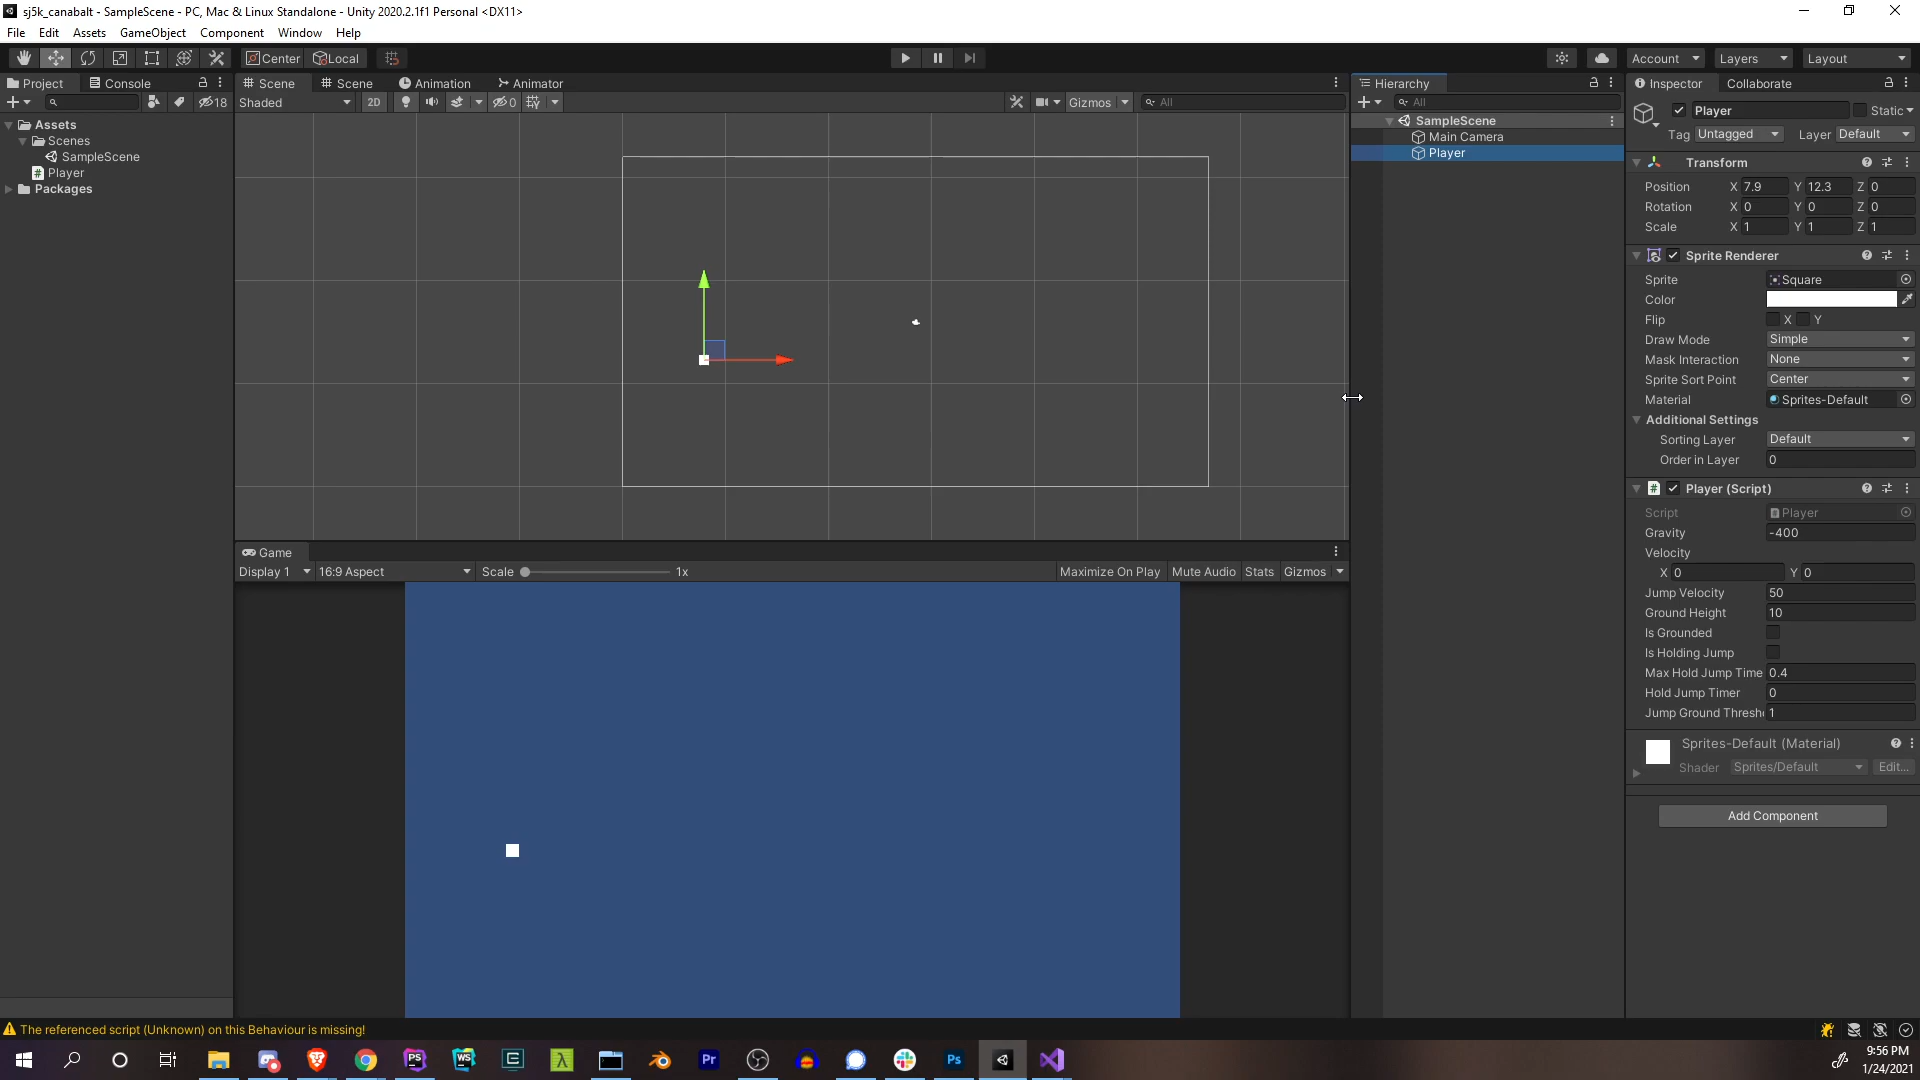 sj5k_canabalt - SampleScene - PC, Mac & Linux Standalone - Unity 2020.2.1f1 Personal <DX11>
File Edit Assets GameObject Component Window Help
Center Local Account Layers Layout
Project Console Scene Scene Animation Animator Hierarchy Inspector Collaborate
18 Shaded 2D 0 Gizmos All All
Player Static
Assets
Scenes
SampleScene
Player
Packages
SampleScene
Main Camera
Player
Tag Untagged Layer Default
Transform
Position X 7.9 Y 12.3 Z 0
Rotation X 0 Y 0 Z 0
Scale X 1 Y 1 Z 1
Sprite Renderer
Sprite Square
Color
Flip X Y
Draw Mode Simple
Mask Interaction None
Sprite Sort Point Center
Material Sprites-Default
Additional Settings
Sorting Layer Default
Order in Layer 0
# Player (Script)
Script Player
Gravity -400
Velocity
X 0 Y 0
Jump Velocity 50
Ground Height 10
Is Grounded
Is Holding Jump
Max Hold Jump Time 0.4
Hold Jump Timer 0
Jump Ground Thresh 1
Sprites-Default (Material)
Shader Sprites/Default Edit...
Add Component
Game
Display 1 16:9 Aspect Scale 1x Maximize On Play Mute Audio Stats Gizmos
The referenced script (Unknown) on this Behaviour is missing!
PS WS Pr Ps
9:56 PM
1/24/2021